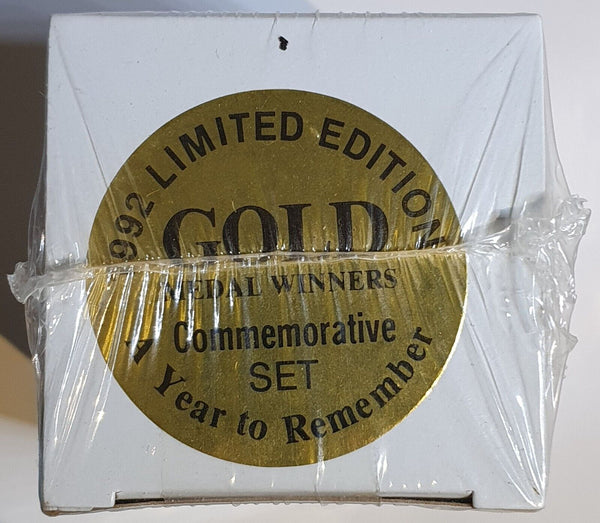 1992 LIMITED EDITION
GOLD
MEDAL WINNERS
Commemorative
SET
A Year to Remember